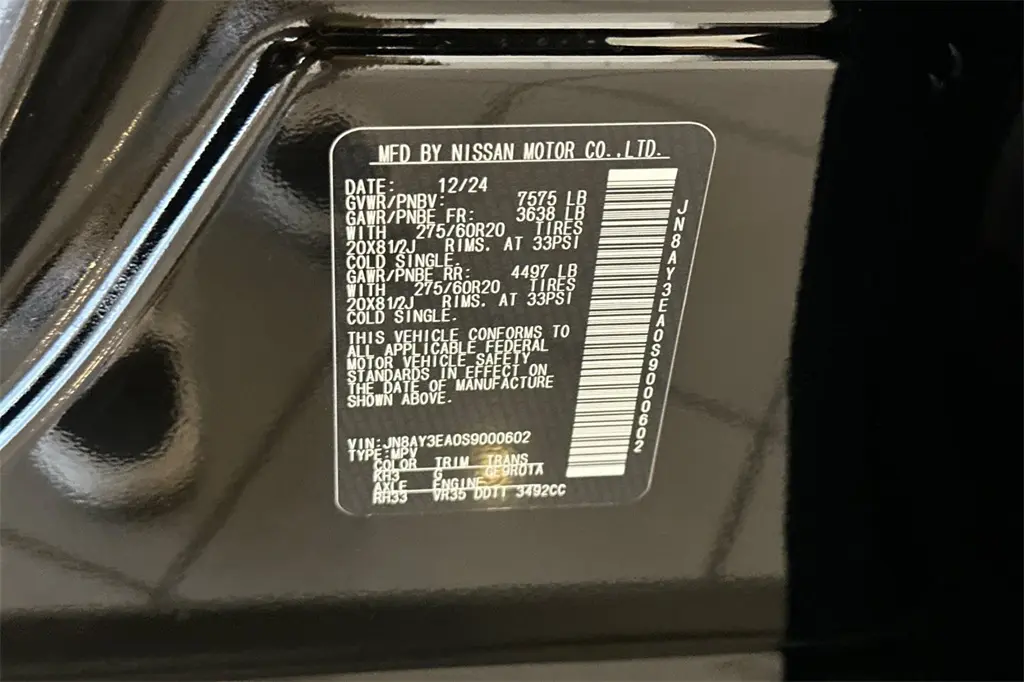 MFD BY NISSAN MOTOR CO.,LTD.
DATE: 12/24
GVWR/PNBV: 7575 LB
GAWR/PNBE FR: 3638 LB
WITH 275/60R20 TIRES
20X81/2J RIMS. AT 33PSI
COLD SINGLE.
GAWR/PNBE RR: 4497 LB
WITH 275/60R20 TIRES
20X81/2J RIMS. AT 33PSI
COLD SINGLE.
THIS VEHICLE CONFORMS TO
ALL APPLICABLE FEDERAL
MOTOR VEHICLE SAFETY
STANDARDS IN EFFECT ON
THE DATE OF MANUFACTURE
SHOWN ABOVE.
VIN:JN8AY3EA0S9000602
TYPE:MPV
COLOR TRIM TRANS
KH3 G GE9R01A
AXLE ENGINE
RH33 VR35 DDTT 3492CC
JN8AY3EA0S9000602